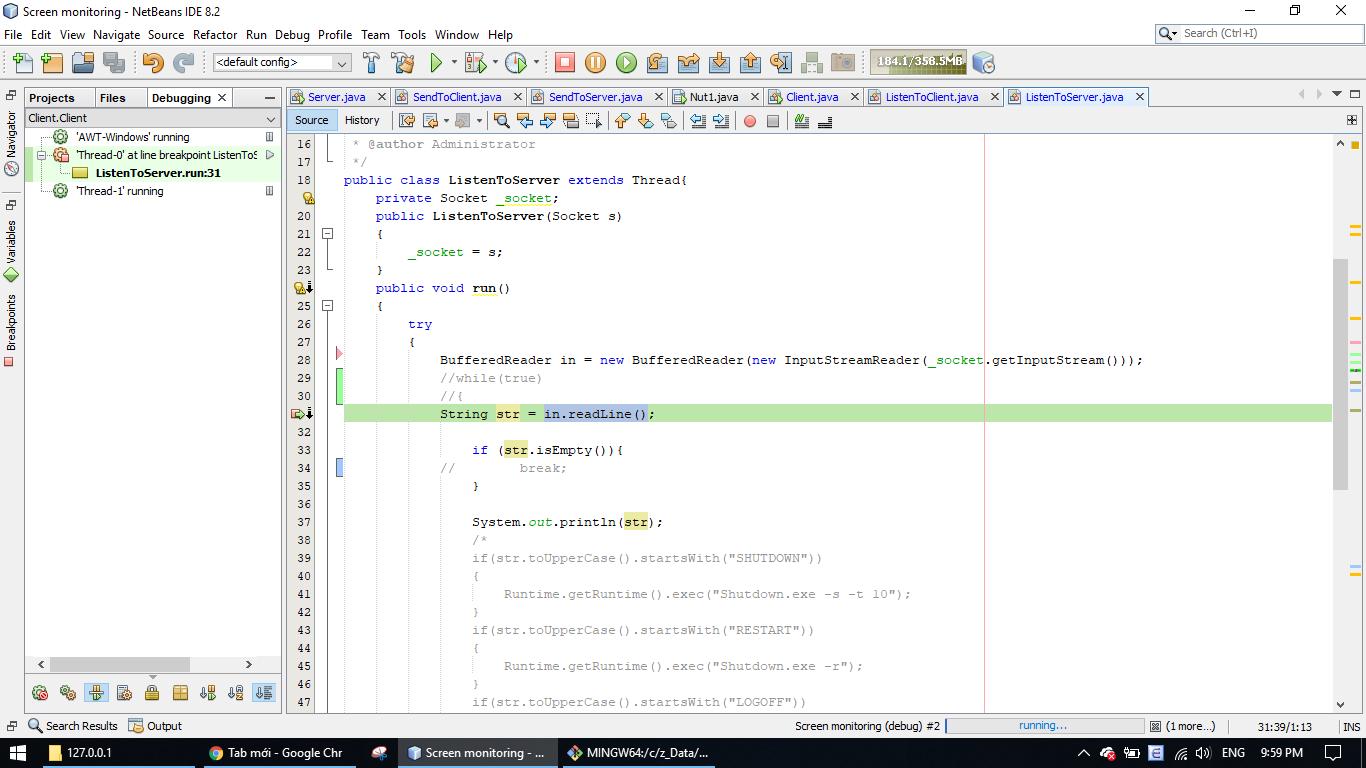 Screen monitoring - NetBeans IDE 8.2
File Edit View Navigate Source Refactor Run Debug Profile Team Tools Window Help
Search (Ctrl+I)
<default config>
184.1/356.5MB
Projects Files Debugging
Server.java SendToClient.java SendToServer.java Nut1.java Client.java ListenToClient.java ListenToServer.java
Client.Client
Source History
'AWT-Windows' running
'Thread-0' at line breakpoint ListenToS
ListenToServer.run:31
'Thread-1' running
Navigator
Variables
Breakpoints
16 * @author Administrator
17 */
18 public class ListenToServer extends Thread{
private Socket _socket;
20 public ListenToServer(Socket s)
21 {
22 _socket = s;
23 }
public void run()
25 {
26 try
27 {
28 BufferedReader in = new BufferedReader(new InputStreamReader(_socket.getInputStream()));
29 //while(true)
30 //{
String str = in.readLine();
32
33 if (str.isEmpty()){
34 // break;
35 }
36
37 System.out.println(str);
38 /*
39 if(str.toUpperCase().startsWith("SHUTDOWN"))
40 {
41 Runtime.getRuntime().exec("Shutdown.exe -s -t 10");
42 }
43 if(str.toUpperCase().startsWith("RESTART"))
44 {
45 Runtime.getRuntime().exec("Shutdown.exe -r");
46 }
47 if(str.toUpperCase().startsWith("LOGOFF"))
Search Results Output
Screen monitoring (debug) #2 running... (1 more...) 31:39/1:13 INS
127.0.0.1 Tab mới - Google Chr Screen monitoring - ... MINGW64:/c/z_Data/... ENG 9:59 PM